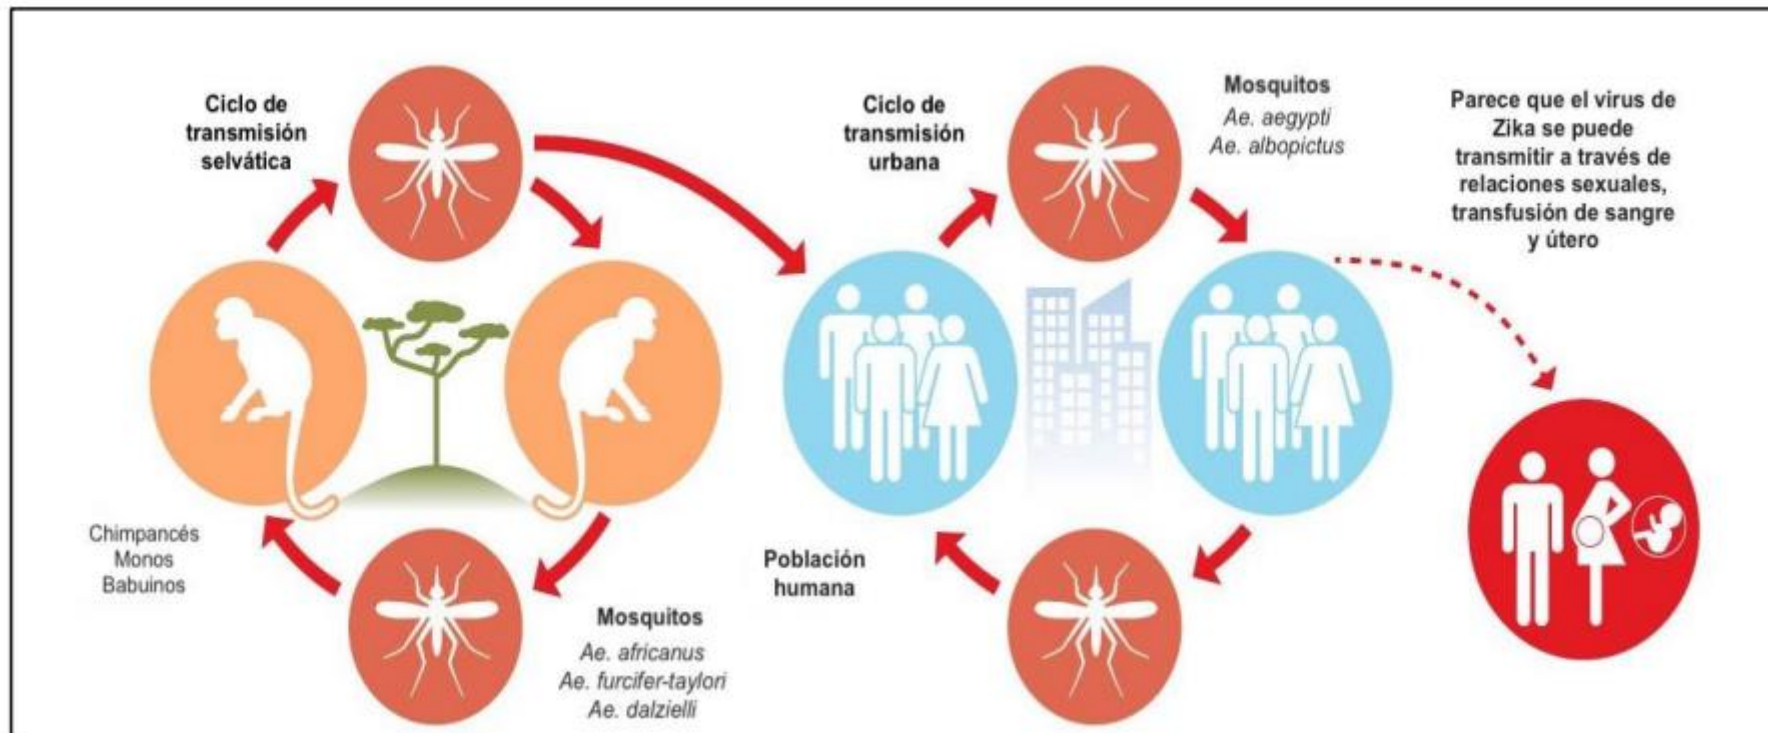 Ciclo de
transmisión
selvática
Chimpancés
Monos
Babuinos
Mosquitos
Ae. africanus
Ae. furcifer-taylori
Ae. dalzielli
Ciclo de
transmisión
urbana
Mosquitos
Ae. aegypti
Ae. albopictus
Población
humana
Parece que el virus de
Zika se puede
transmitir a través de
relaciones sexuales,
transfusión de sangre
y útero